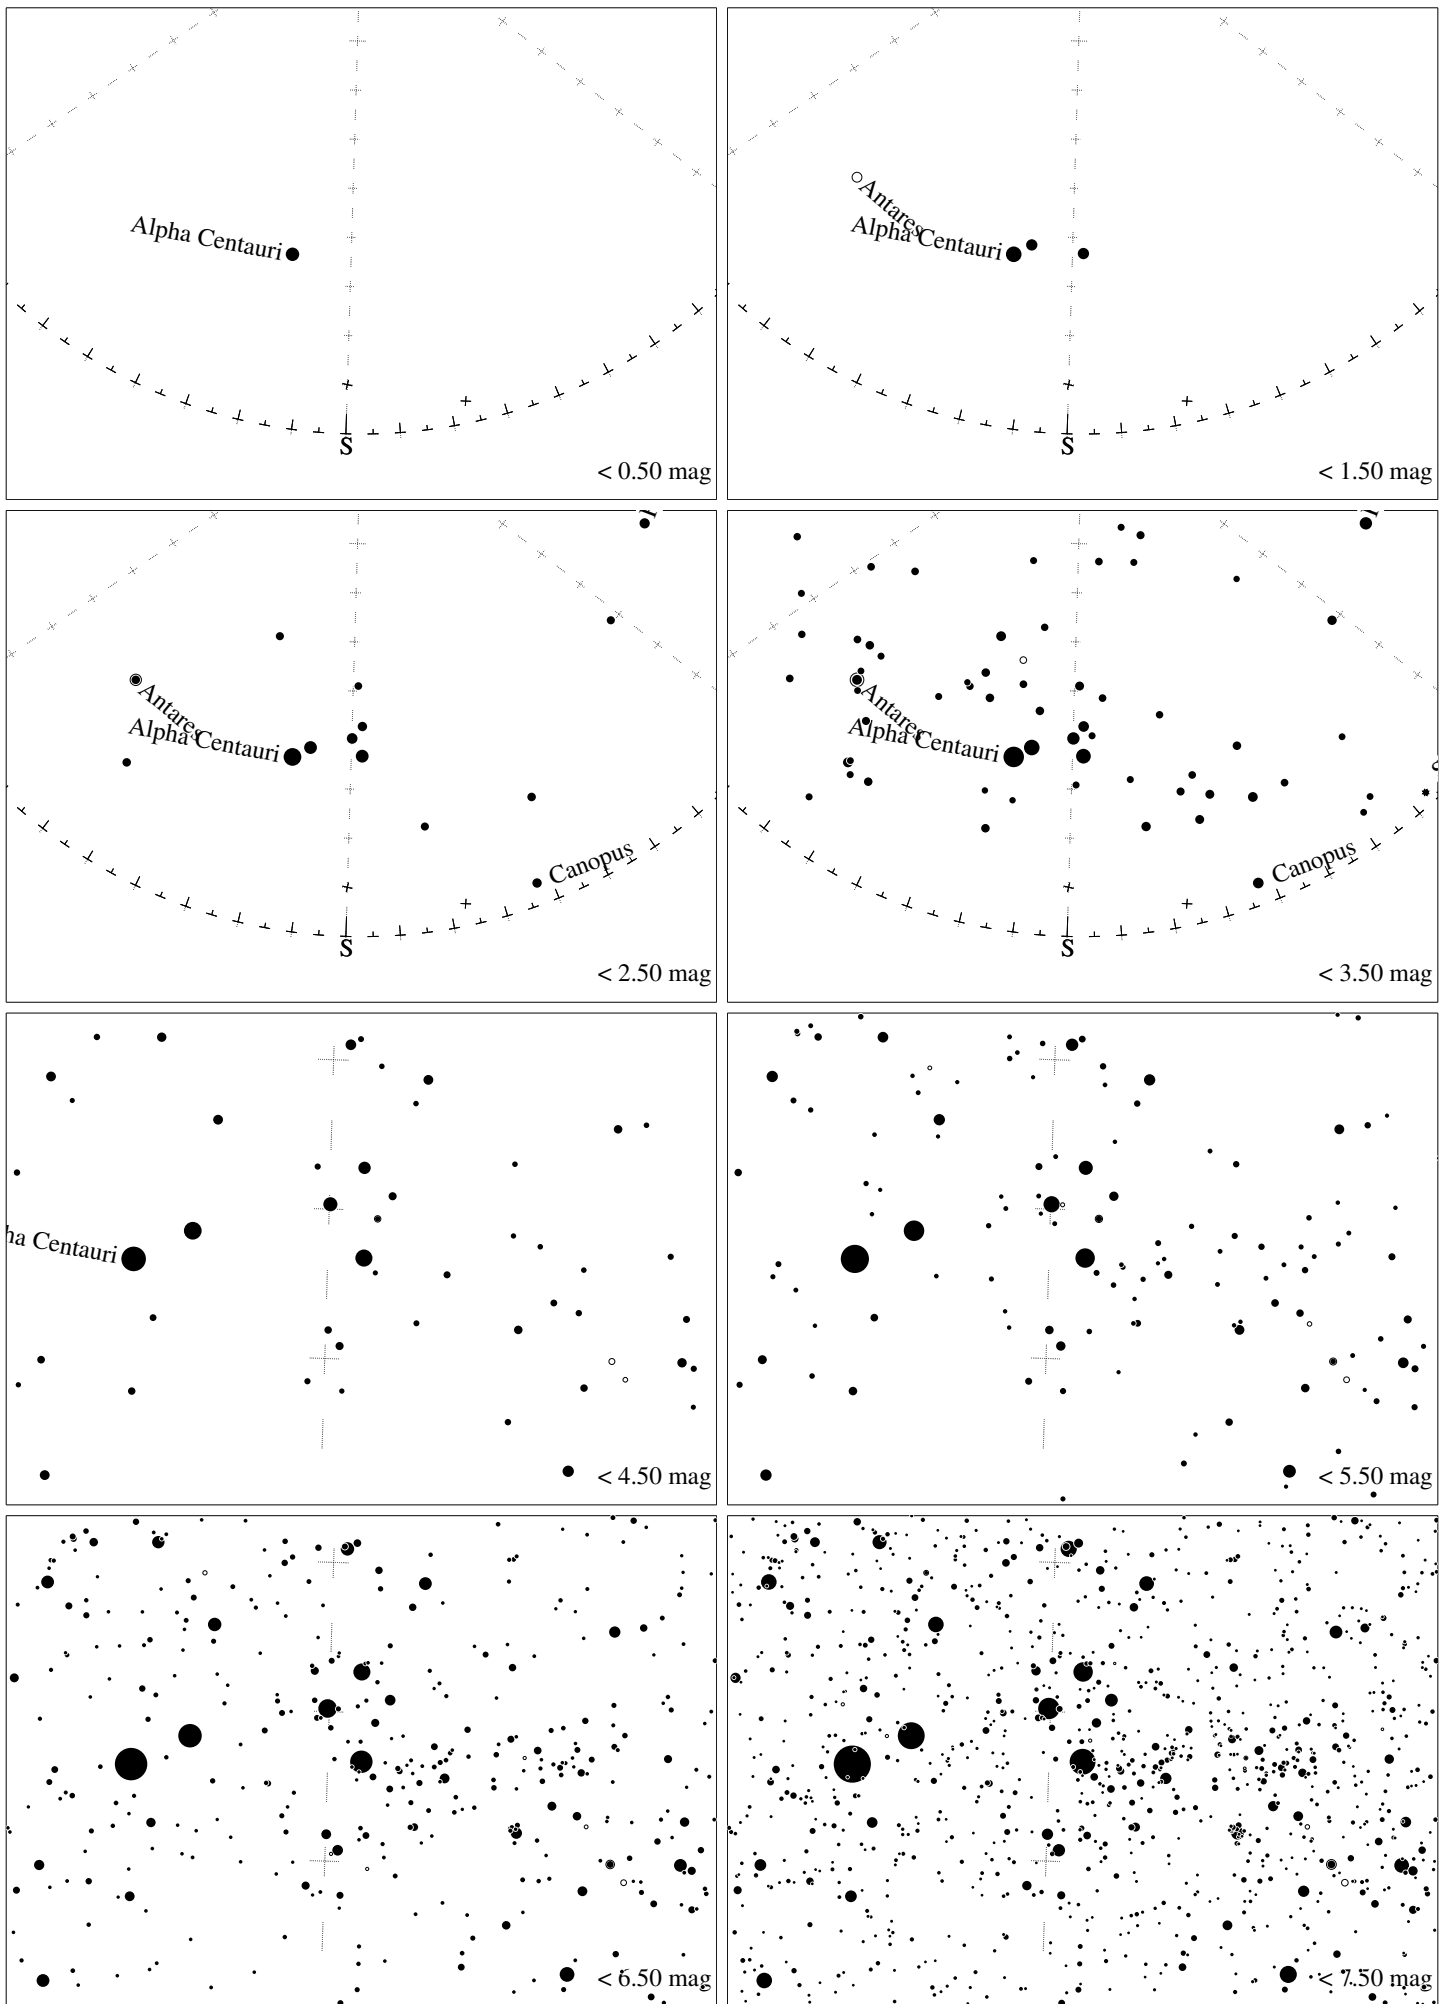 Alpha Centauri
S
< 0.50 mag
Antares
Alpha Centauri
S
< 1.50 mag
Antares
Alpha Centauri
Canopus
S
< 2.50 mag
Antares
Alpha Centauri
Canopus
S
< 3.50 mag
ha Centauri
< 4.50 mag
< 5.50 mag
< 6.50 mag
< 7.50 mag